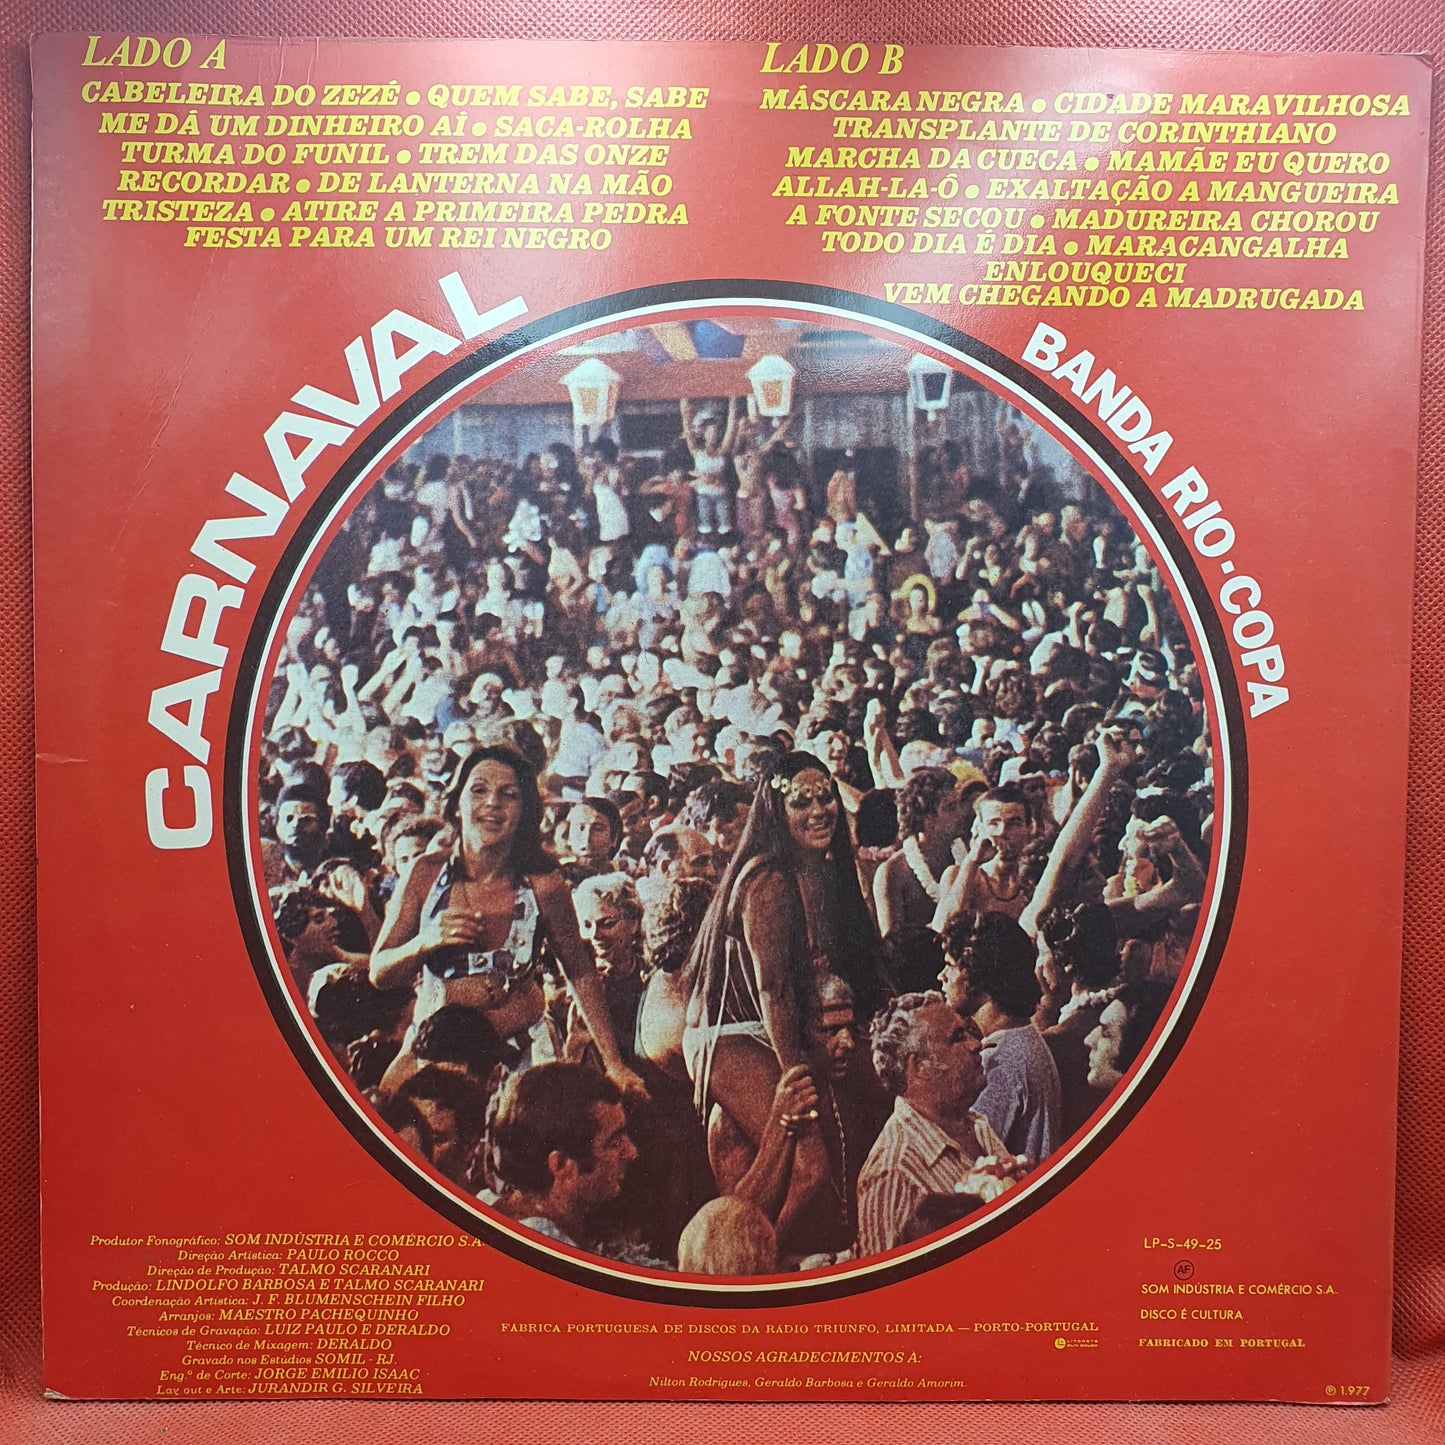 LADO A
CABELEIRA DO ZEZÉ • QUEM SABE, SABE
ME DÁ UM DINHEIRO AÍ • SACA-ROLHA
TURMA DO FUNIL • TREM DAS ONZE
RECORDAR • DE LANTERNA NA MÃO
TRISTEZA • ATIRE A PRIMEIRA PEDRA
FESTA PARA UM REI NEGRO
LADO B
MÁSCARA NEGRA • CIDADE MARAVILHOSA
TRANSPLANTE DE CORINTHIANO
MARCHA DA CUECA • MAMÃE EU QUERO
ALLAH-LA-Ô • EXALTAÇÃO A MANGUEIRA
A FONTE SECOU • MADUREIRA CHOROU
TODO DIA É DIA • MARACANGALHA
ENLOUQUECI
VEM CHEGANDO A MADRUGADA
CARNAVAL
BANDA RIO-COPA
Produtor Fonográfico: SOM INDÚSTRIA E COMÉRCIO S.A.
Direção Artística: PAULO ROCCO
Direção de Produção: TALMO SCARANARI
Produção: LINDOLFO BARBOSA E TALMO SCARANARI
Coordenação Artística: J. F. BLUMENSCHEIN FILHO
Arranjos: MAESTRO PACHEQUINHO
Técnicos de Gravação: LUIZ PAULO E DERALDO
Técnico de Mixagem: DERALDO
Gravado nos Estúdios SOMIL - RJ.
Eng.º de Corte: JORGE EMILIO ISAAC
Lay out e Arte: JURANDIR G. SILVEIRA
FÁBRICA PORTUGUESA DE DISCOS DA RÁDIO TRIUNFO, LIMITADA — PORTO-PORTUGAL
NOSSOS AGRADECIMENTOS À:
Nilton Rodrigues, Geraldo Barbosa e Geraldo Amorim.
LP-S-49-25
AF
SOM INDÚSTRIA E COMÉRCIO S.A.
DISCO É CULTURA
FABRICADO EM PORTUGAL
℗ 1.977